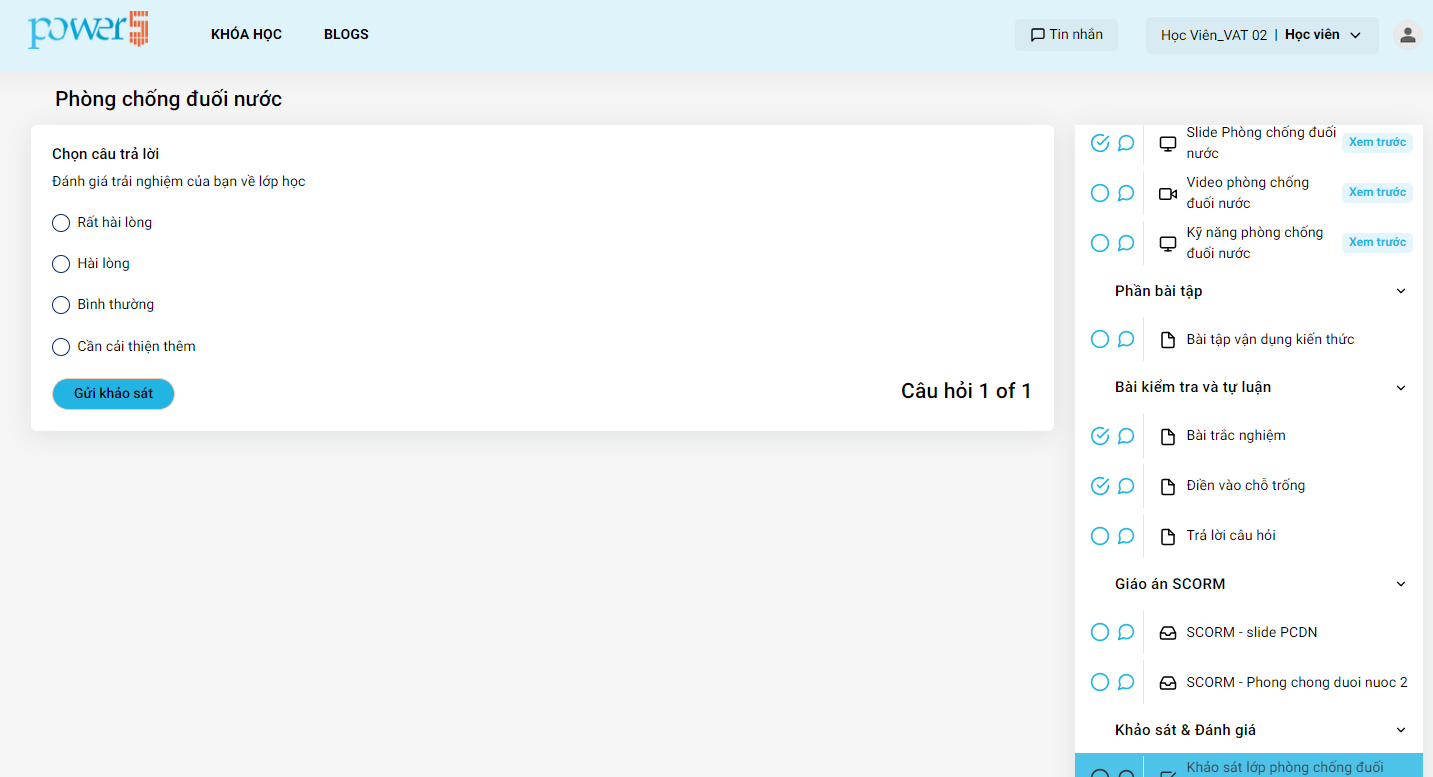 power5
KHÓA HỌC
BLOGS
Tin nhắn
Học Viên_VAT 02 | Học viên
Phòng chống đuối nước
Chọn câu trả lời
Đánh giá trải nghiệm của bạn về lớp học
Rất hài lòng
Hài lòng
Bình thường
Cần cải thiện thêm
Gửi khảo sát
Câu hỏi 1 of 1
Slide Phòng chống đuối
nước
Xem trước
Video phòng chống
đuối nước
Xem trước
Kỹ năng phòng chống
đuối nước
Xem trước
Phần bài tập
Bài tập vận dụng kiến thức
Bài kiểm tra và tự luận
Bài trắc nghiệm
Điền vào chỗ trống
Trả lời câu hỏi
Giáo án SCORM
SCORM - slide PCDN
SCORM - Phong chong duoi nuoc 2
Khảo sát & Đánh giá
Khảo sát lớp phòng chống đuối